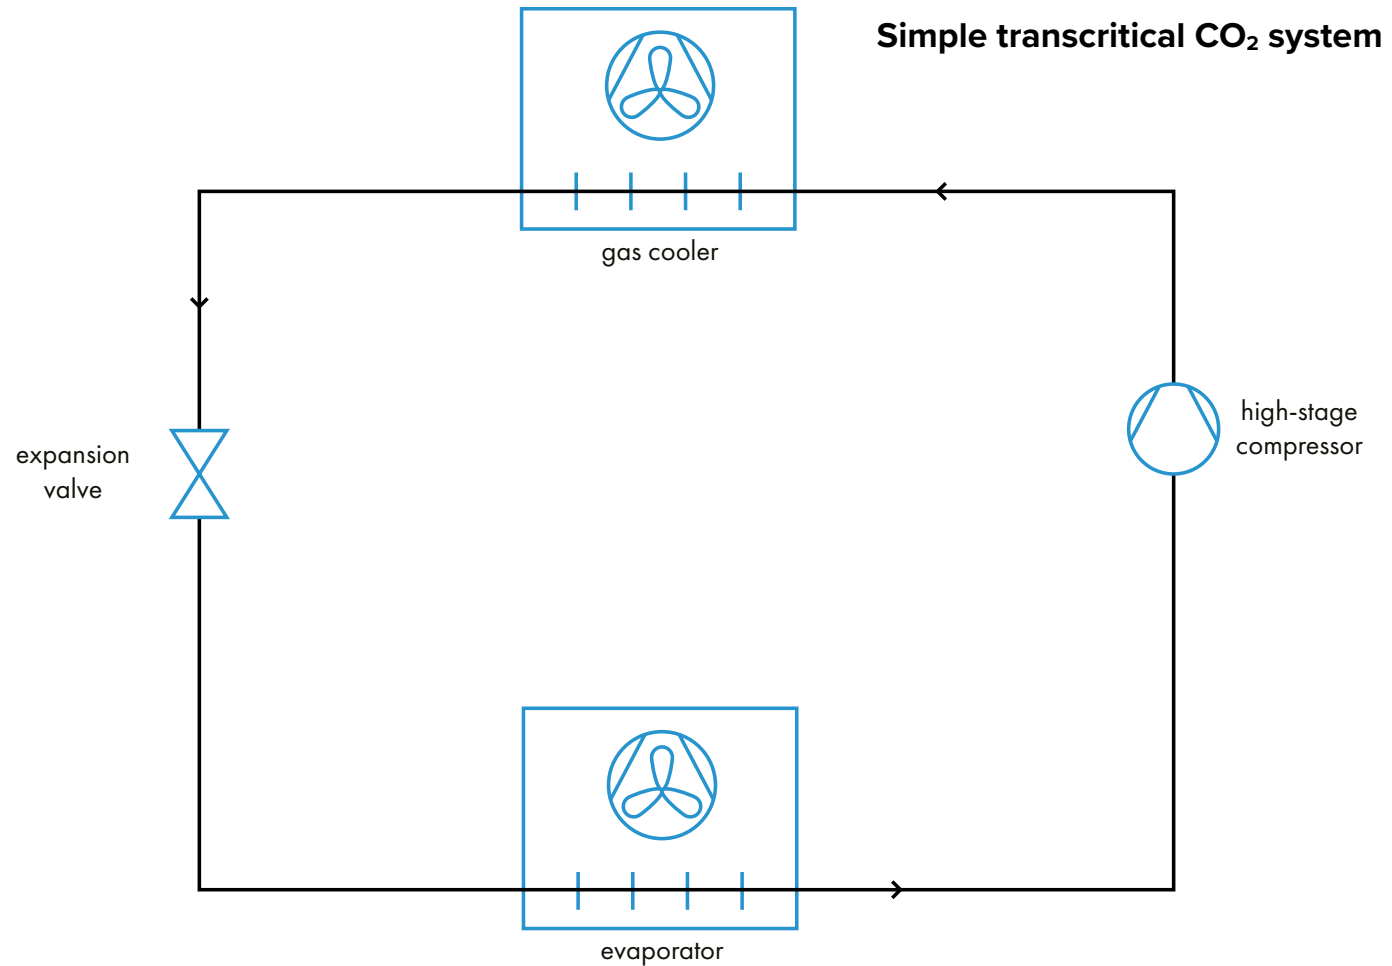 Simple transcritical CO₂ system
gas cooler
high-stage
compressor
expansion
valve
evaporator